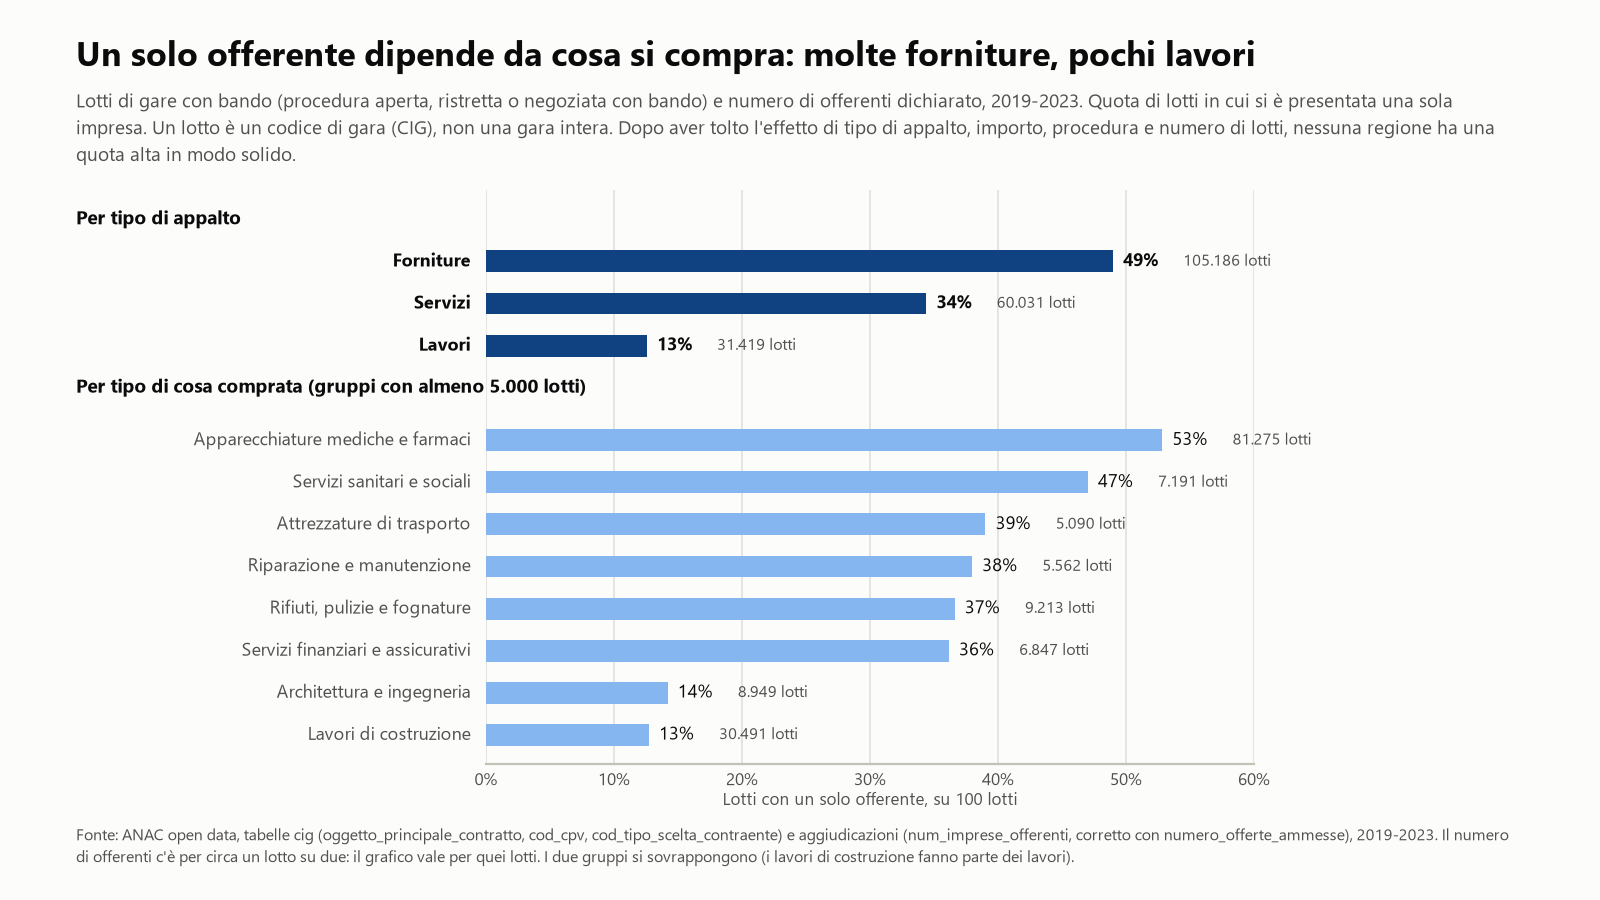 Un solo offerente dipende da cosa si compra: molte forniture, pochi lavori
Lotti di gare con bando (procedura aperta, ristretta o negoziata con bando) e numero di offerenti dichiarato, 2019-2023. Quota di lotti in cui si è presentata una sola
impresa. Un lotto è un codice di gara (CIG), non una gara intera. Dopo aver tolto l'effetto di tipo di appalto, importo, procedura e numero di lotti, nessuna regione ha una
quota alta in modo solido.
Per tipo di appalto
Forniture 49% 105.186 lotti
Servizi 34% 60.031 lotti
Lavori 13% 31.419 lotti
Per tipo di cosa comprata (gruppi con almeno 5.000 lotti)
Apparecchiature mediche e farmaci 53% 81.275 lotti
Servizi sanitari e sociali 47% 7.191 lotti
Attrezzature di trasporto 39% 5.090 lotti
Riparazione e manutenzione 38% 5.562 lotti
Rifiuti, pulizie e fognature 37% 9.213 lotti
Servizi finanziari e assicurativi 36% 6.847 lotti
Architettura e ingegneria 14% 8.949 lotti
Lavori di costruzione 13% 30.491 lotti
0% 10% 20% 30% 40% 50% 60%
Lotti con un solo offerente, su 100 lotti
Fonte: ANAC open data, tabelle cig (oggetto_principale_contratto, cod_cpv, cod_tipo_scelta_contraente) e aggiudicazioni (num_imprese_offerenti, corretto con numero_offerte_ammesse), 2019-2023. Il numero
di offerenti c'è per circa un lotto su due: il grafico vale per quei lotti. I due gruppi si sovrappongono (i lavori di costruzione fanno parte dei lavori).